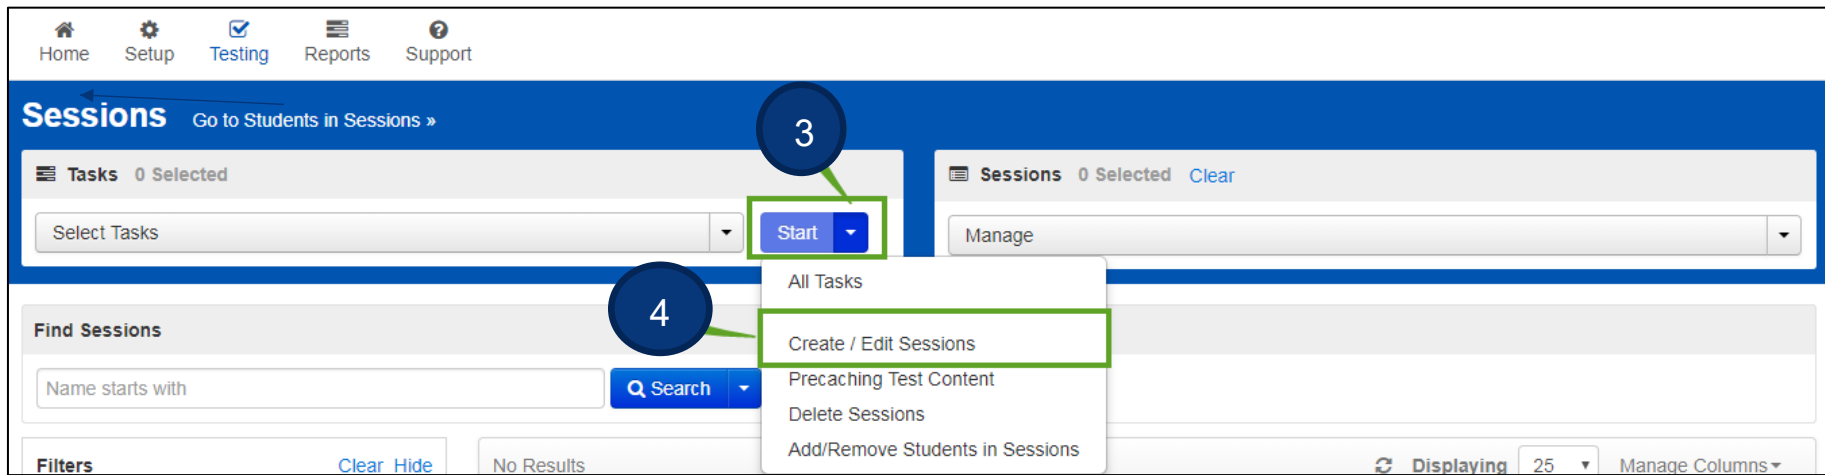 Home Setup Testing Reports Support
Sessions Go to Students in Sessions »
3
Tasks 0 Selected
Sessions 0 Selected Clear
Select Tasks
Start
Manage
All Tasks
4
Find Sessions
Create / Edit Sessions
Name starts with
Search
Precaching Test Content
Delete Sessions
Add/Remove Students in Sessions
Filters Clear Hide
No Results
Displaying 25 Manage Columns